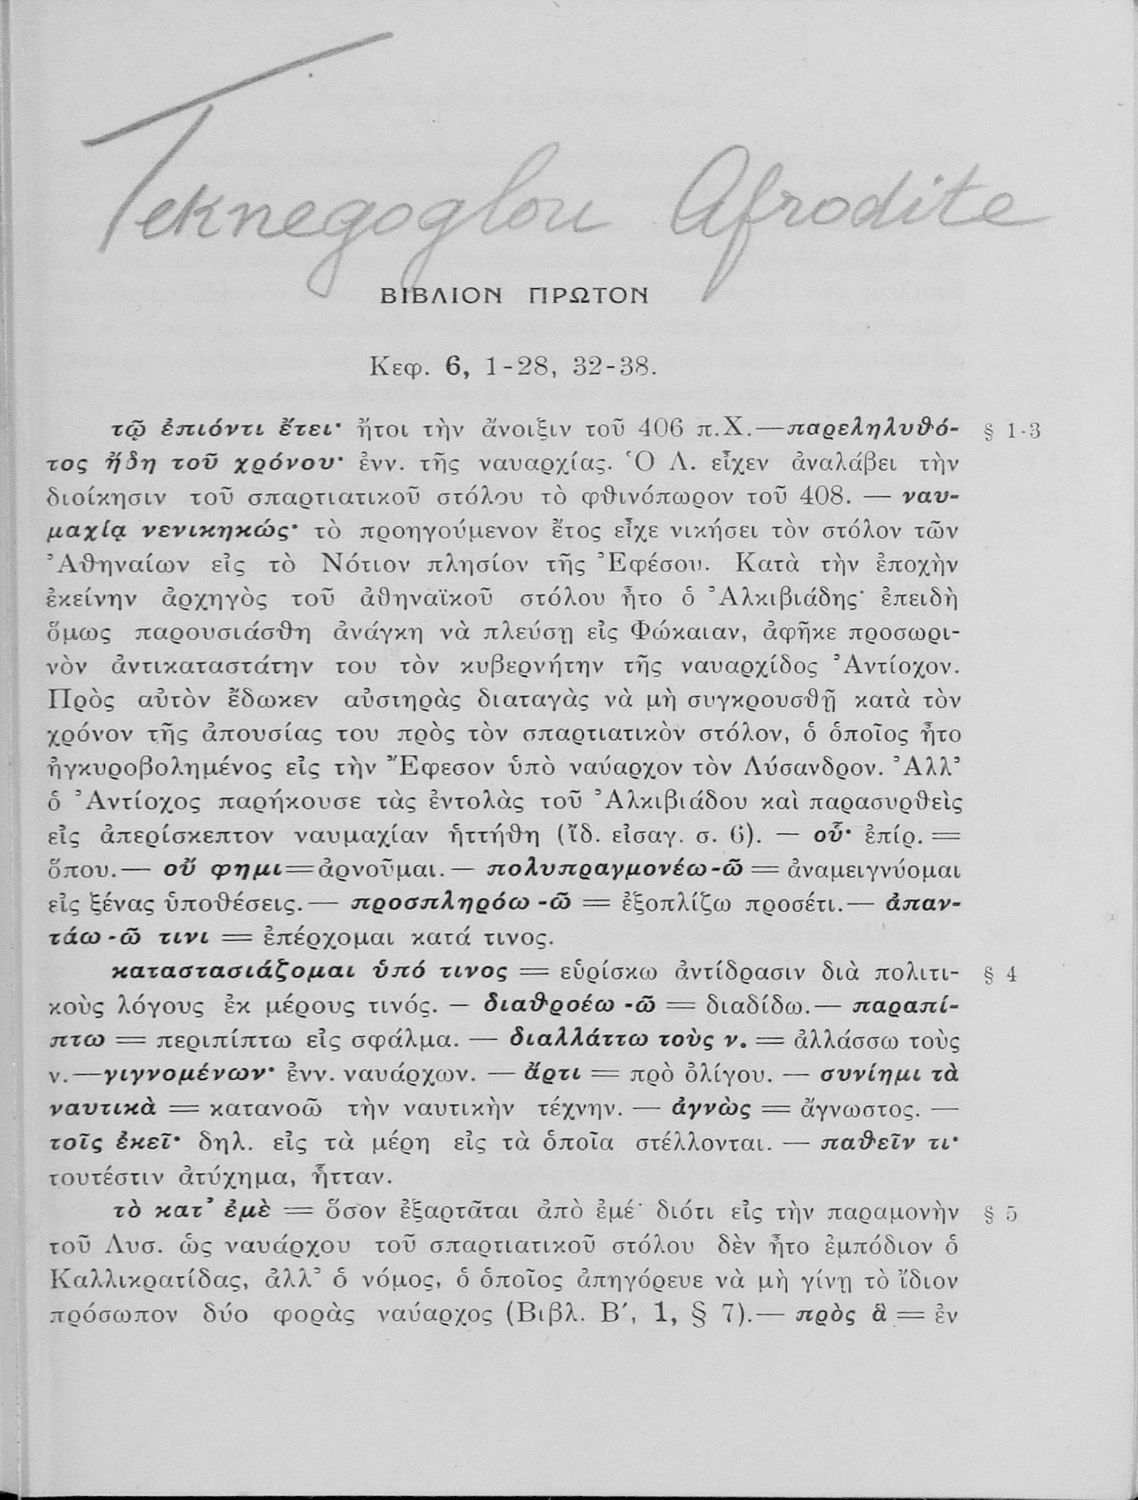 Teknegoglou Afrodite
ΒΙΒΛΙΟΝ ΠΡΩΤΟΝ
Κεφ. 6, 1-28, 32-38.
τῷ ἐπιόντι ἔτει· ἤτοι τὴν ἄνοιξιν τοῦ 406 π.Χ.—παρεληλυθό- § 1-3
τος ἤδη τοῦ χρόνου· ἐνν. τῆς ναυαρχίας. Ὁ Λ. εἶχεν ἀναλάβει τὴν
διοίκησιν τοῦ σπαρτιατικοῦ στόλου τὸ φθινόπωρον τοῦ 408. — ναυ-
μαχίᾳ νενικηκώς· τὸ προηγούμενον ἔτος εἶχε νικήσει τὸν στόλον τῶν
Ἀθηναίων εἰς τὸ Νότιον πλησίον τῆς Ἐφέσου. Κατὰ τὴν ἐποχὴν
ἐκείνην ἀρχηγὸς τοῦ ἀθηναϊκοῦ στόλου ἦτο ὁ Ἀλκιβιάδης· ἐπειδὴ
ὅμως παρουσιάσθη ἀνάγκη νὰ πλεύσῃ εἰς Φώκαιαν, ἀφῆκε προσωρι-
νὸν ἀντικαταστάτην του τὸν κυβερνήτην τῆς ναυαρχίδος Ἀντίοχον.
Πρὸς αὐτὸν ἔδωκεν αὐστηρὰς διαταγὰς νὰ μὴ συγκρουσθῇ κατὰ τὸν
χρόνον τῆς ἀπουσίας του πρὸς τὸν σπαρτιατικὸν στόλον, ὁ ὁποῖος ἦτο
ἠγκυροβολημένος εἰς τὴν Ἔφεσον ὑπὸ ναύαρχον τὸν Λύσανδρον. Ἀλλ’
ὁ Ἀντίοχος παρήκουσε τὰς ἐντολὰς τοῦ Ἀλκιβιάδου καὶ παρασυρθεὶς
εἰς ἀπερίσκεπτον ναυμαχίαν ἡττήθη (ἴδ. εἰσαγ. σ. 6). — οὗ· ἐπίρ. =
ὅπου.— οὔ φημι=ἀρνοῦμαι.— πολυπραγμονέω-ῶ = ἀναμειγνύομαι
εἰς ξένας ὑποθέσεις.— προσπληρόω -ῶ = ἐξοπλίζω προσέτι.— ἀπαν-
τάω -ῶ τινι = ἐπέρχομαι κατά τινος.
καταστασιάζομαι ὑπό τινος = εὑρίσκω ἀντίδρασιν διὰ πολιτι- § 4
κοὺς λόγους ἐκ μέρους τινός. — διαθροέω -ῶ = διαδίδω.— παραπί-
πτω = περιπίπτω εἰς σφάλμα. — διαλλάττω τοὺς ν. = ἀλλάσσω τοὺς
ν.—γιγνομένων· ἐνν. ναυάρχων. — ἄρτι = πρὸ ὀλίγου. — συνίημι τὰ
ναυτικὰ = κατανοῶ τὴν ναυτικὴν τέχνην. — ἀγνὼς = ἄγνωστος. —
τοῖς ἐκεῖ· δηλ. εἰς τὰ μέρη εἰς τὰ ὁποῖα στέλλονται. — παθεῖν τι·
τουτέστιν ἀτύχημα, ἧτταν.
τὸ κατ’ ἐμὲ = ὅσον ἐξαρτᾶται ἀπὸ ἐμέ· διότι εἰς τὴν παραμονὴν § 5
τοῦ Λυσ. ὡς ναυάρχου τοῦ σπαρτιατικοῦ στόλου δὲν ἦτο ἐμπόδιον ὁ
Καλλικρατίδας, ἀλλ’ ὁ νόμος, ὁ ὁποῖος ἀπηγόρευε νὰ μὴ γίνῃ τὸ ἴδιον
πρόσωπον δύο φορὰς ναύαρχος (Βιβλ. Β′, 1, § 7).— πρὸς ἃ = ἐν